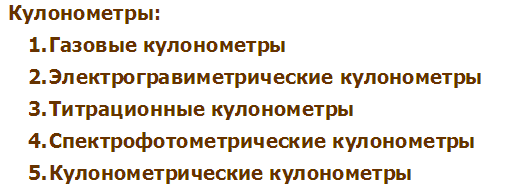 Кулонометры:
1.Газовые кулонометры
2.Электрогравиметрические кулонометры
3.Титрационные кулонометры
4.Спектрофотометрические кулонометры
5.Кулонометрические кулонометры